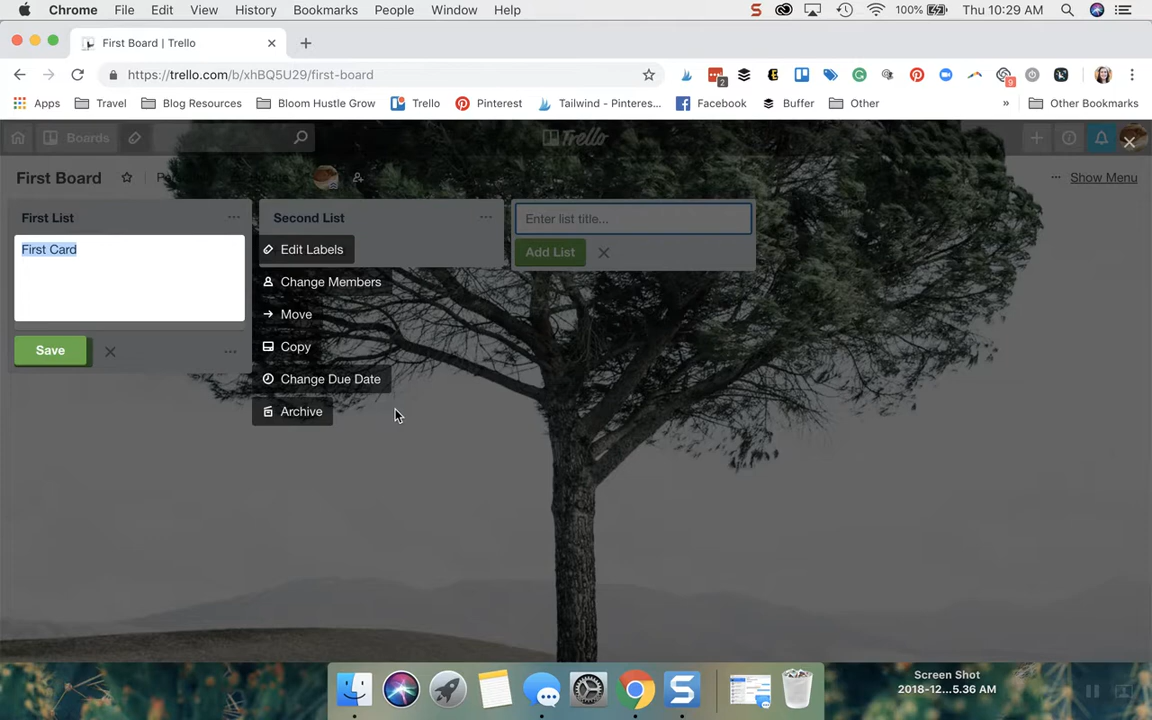 Chrome File Edit View History Bookmarks People Window Help 100% Thu 10:29 AM
First Board | Trello
https://trello.com/b/xhBQ5U29/first-board
Apps Travel Blog Resources Bloom Hustle Grow Trello Pinterest Tailwind - Pinteres... Facebook Buffer Other » Other Bookmarks
Boards Trello
First Board Show Menu
First List
First Card
Save
Second List
Edit Labels
Change Members
Move
Copy
Change Due Date
Archive
Enter list title...
Add List
Screen Shot
2018-12...5.36 AM